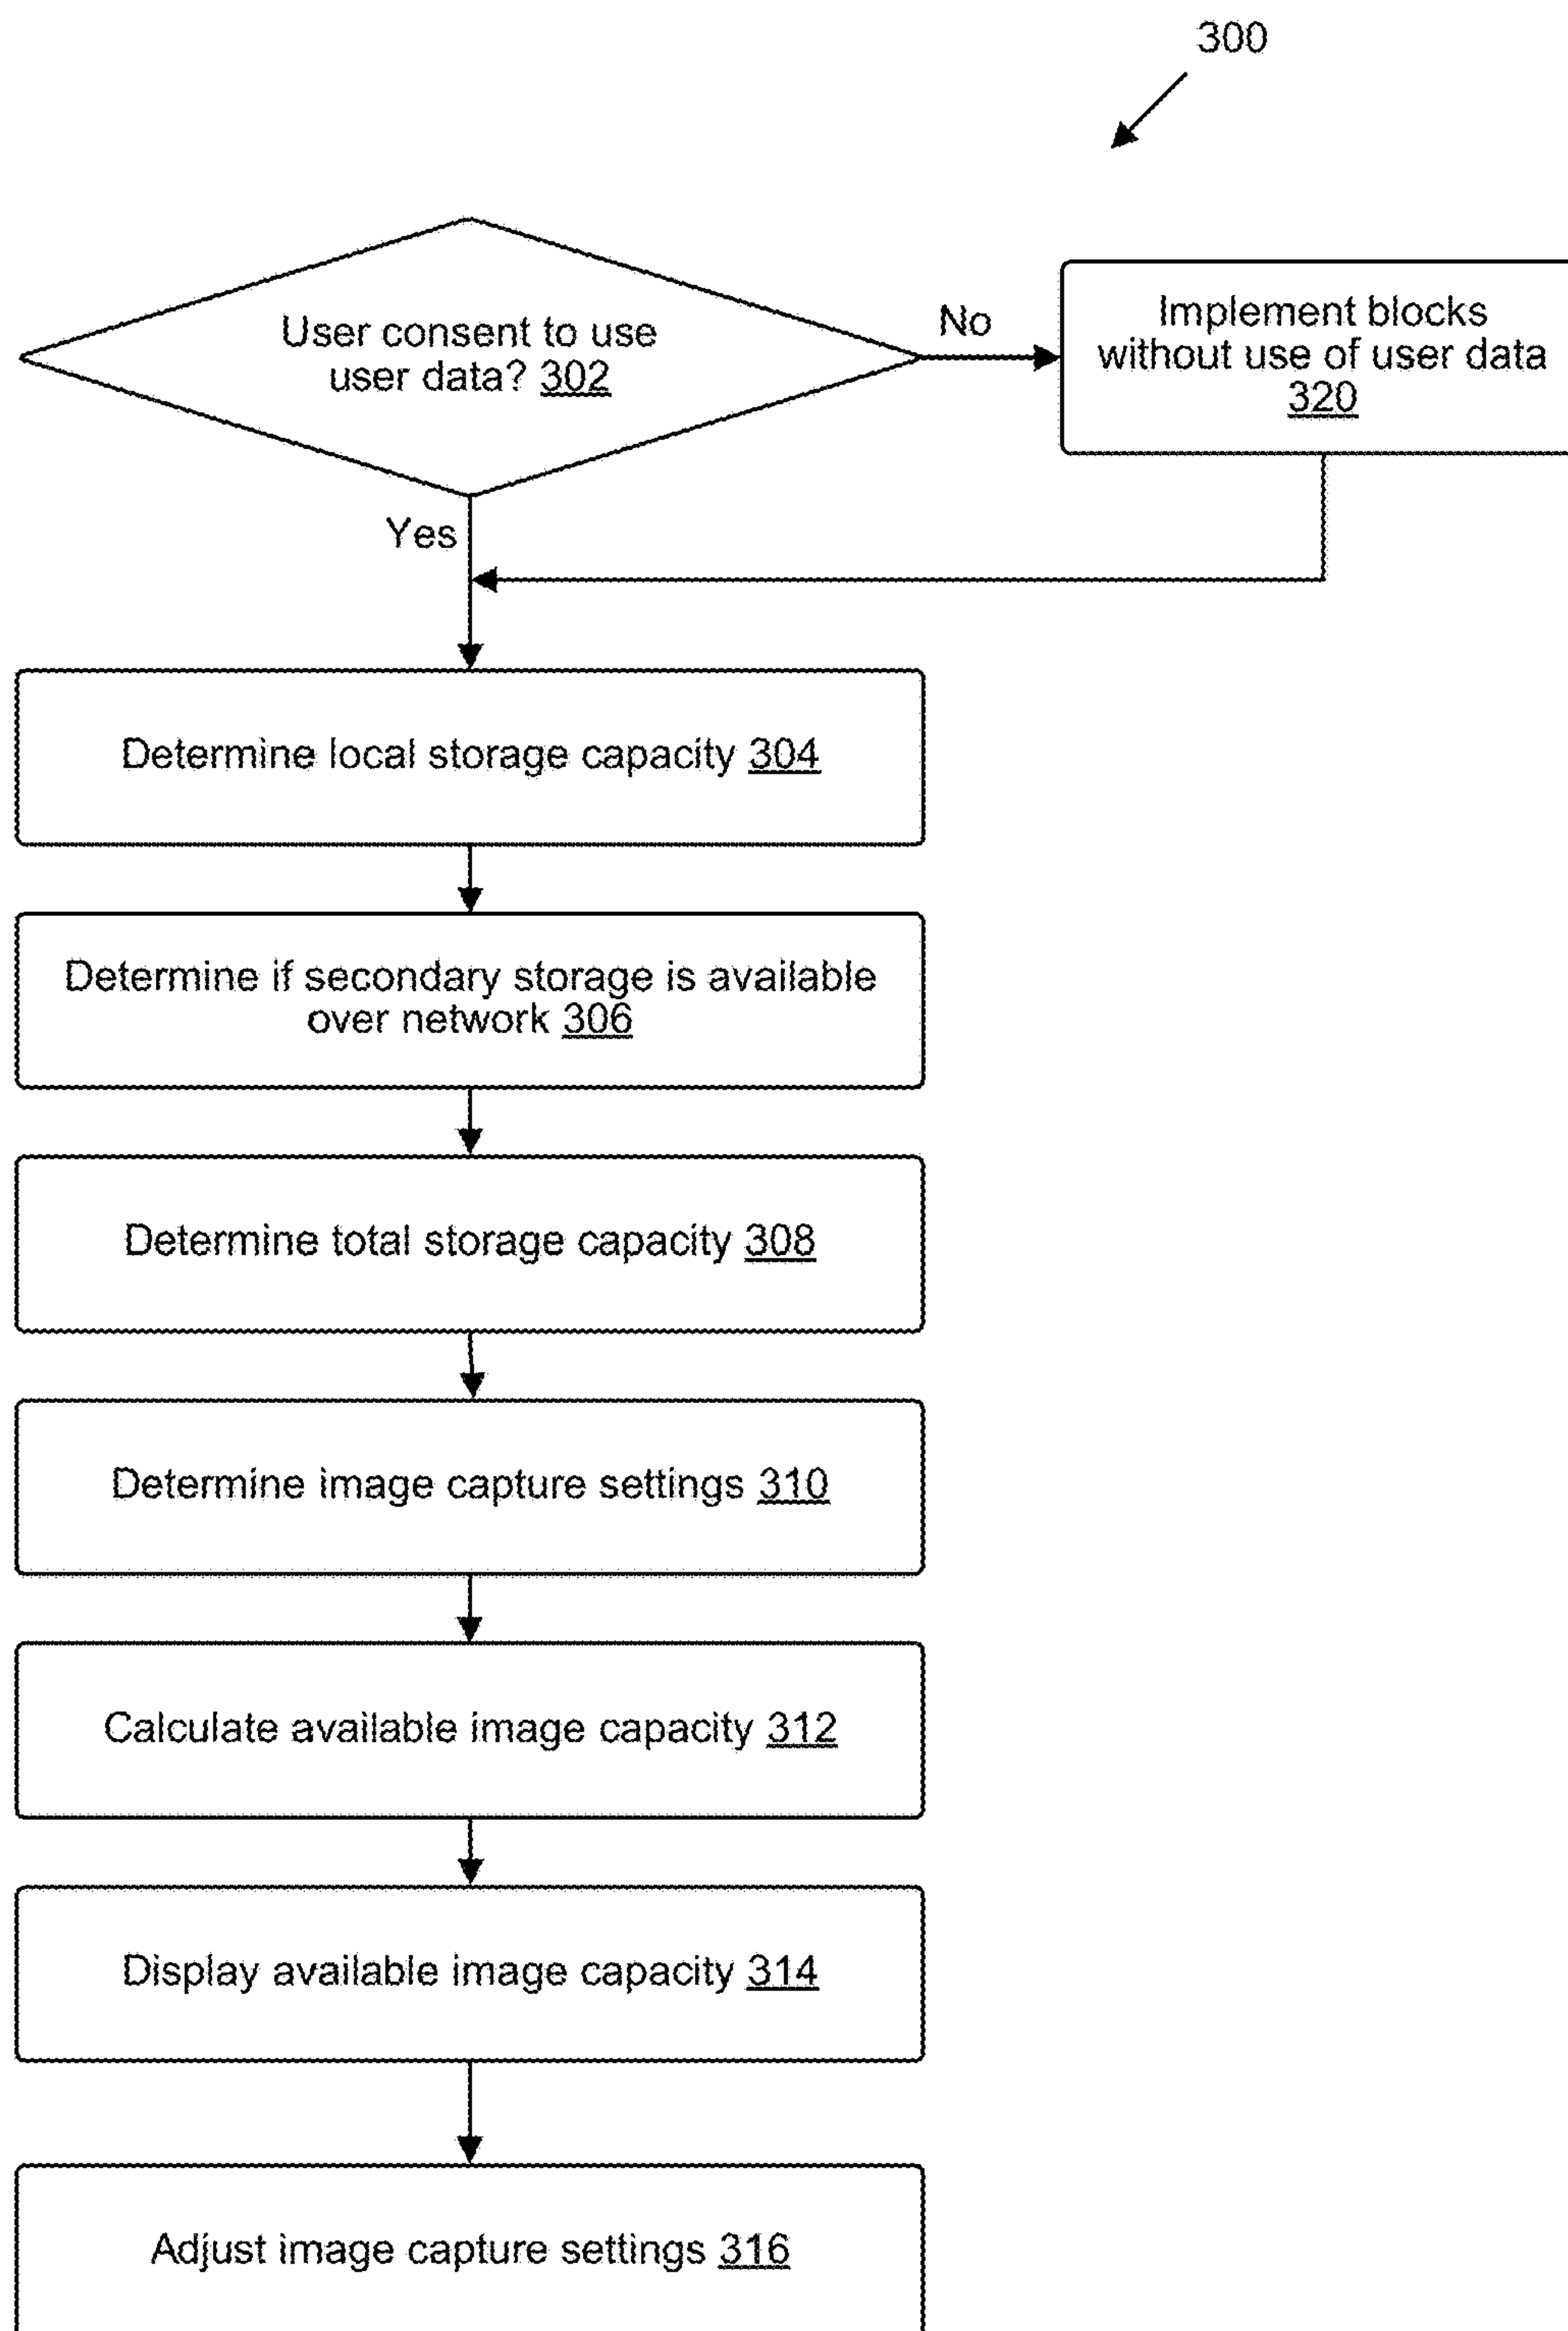 300
User consent to use
user data? 302
No
Implement blocks
without use of user data
320
Yes
Determine local storage capacity 304
Determine if secondary storage is available
over network 306
Determine total storage capacity 308
Determine image capture settings 310
Calculate available image capacity 312
Display available image capacity 314
Adjust image capture settings 316